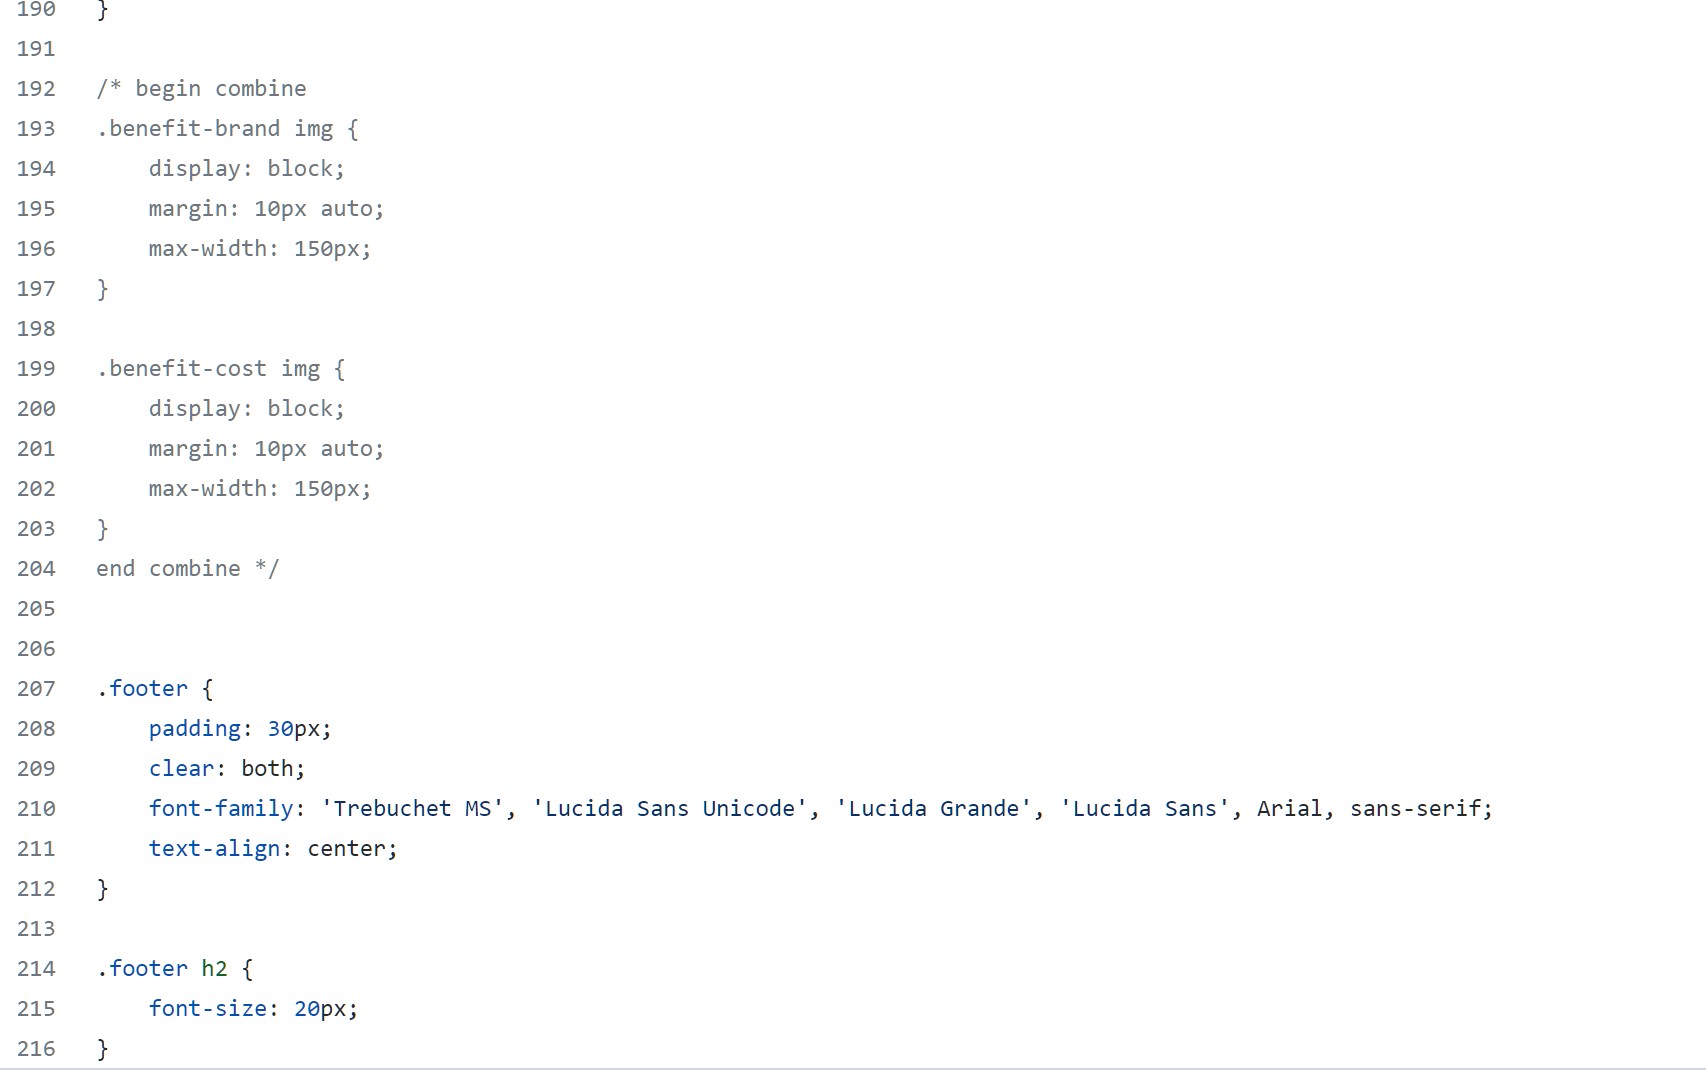 190 }
191
192 /* begin combine
193 .benefit-brand img {
194     display: block;
195     margin: 10px auto;
196     max-width: 150px;
197 }
198
199 .benefit-cost img {
200     display: block;
201     margin: 10px auto;
202     max-width: 150px;
203 }
204 end combine */
205
206
207 .footer {
208     padding: 30px;
209     clear: both;
210     font-family: 'Trebuchet MS', 'Lucida Sans Unicode', 'Lucida Grande', 'Lucida Sans', Arial, sans-serif;
211     text-align: center;
212 }
213
214 .footer h2 {
215     font-size: 20px;
216 }